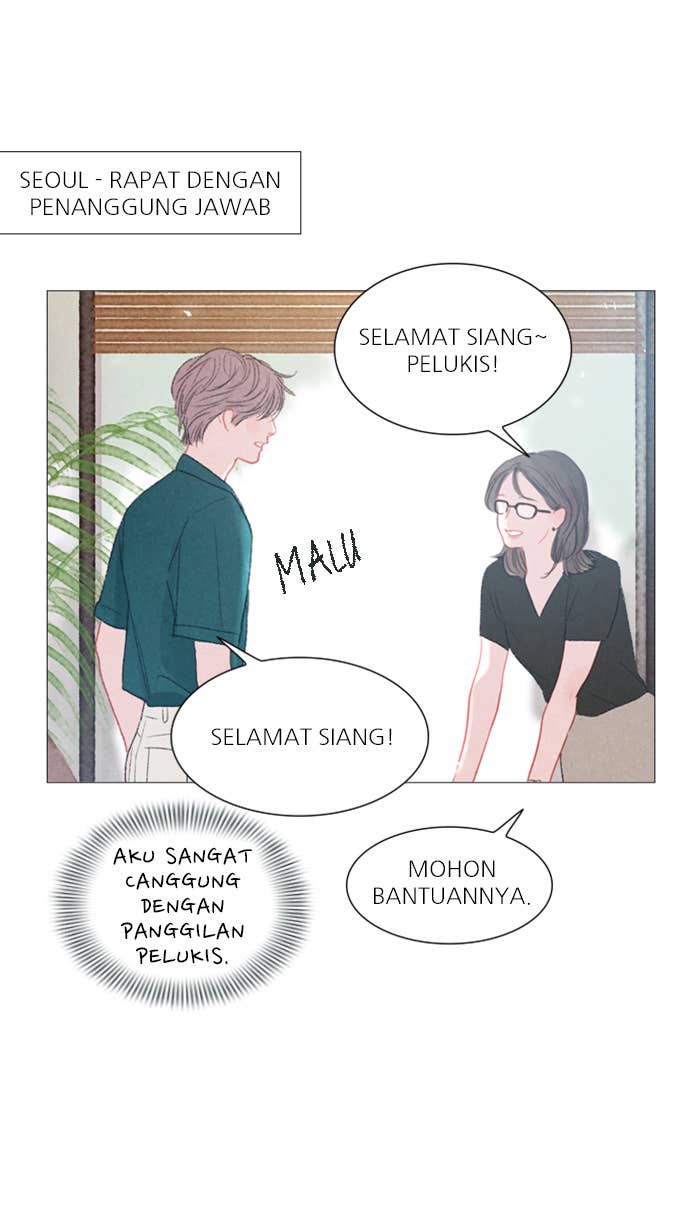 SEOUL - RAPAT DENGAN
PENANGGUNG JAWAB
SELAMAT SIANG~
PELUKIS!
MALU
SELAMAT SIANG!
AKU SANGAT
CANGGUNG
DENGAN
PANGGILAN
PELUKIS.
MOHON
BANTUANNYA.